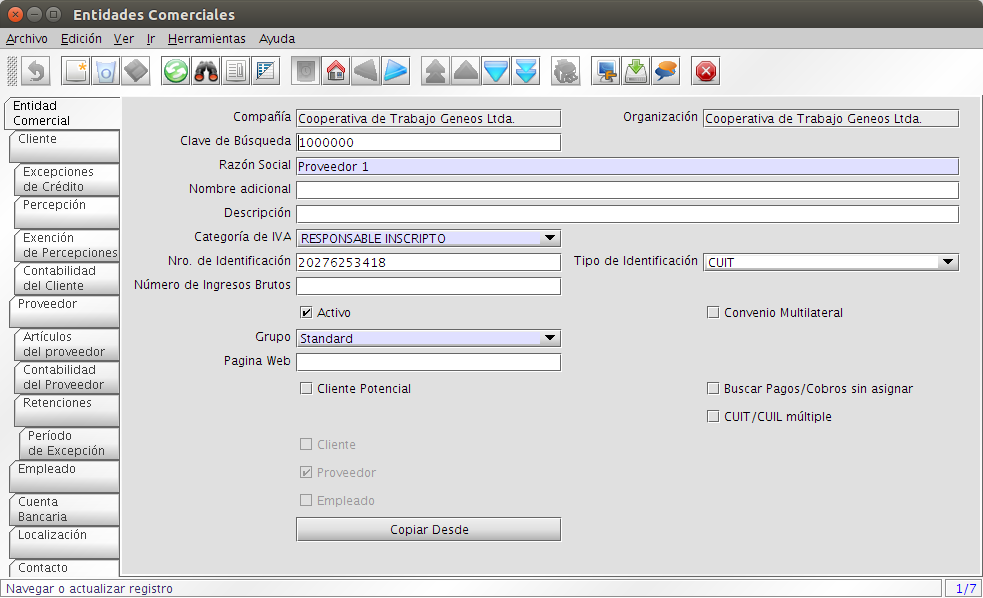 Entidades Comerciales
Archivo Edición Ver Ir Herramientas Ayuda
Entidad
Comercial
Cliente
Excepciones
de Crédito
Percepción
Exención
de Percepciones
Contabilidad
del Cliente
Proveedor
Artículos
del proveedor
Contabilidad
del Proveedor
Retenciones
Período
de Excepción
Empleado
Cuenta
Bancaria
Localización
Contacto
Compañía Cooperativa de Trabajo Geneos Ltda. Organización Cooperativa de Trabajo Geneos Ltda.
Clave de Búsqueda 1000000
Razón Social Proveedor 1
Nombre adicional
Descripción
Categoría de IVA RESPONSABLE INSCRIPTO
Nro. de Identificación 20276253418 Tipo de Identificación CUIT
Número de Ingresos Brutos
Activo Convenio Multilateral
Grupo Standard
Pagina Web
Cliente Potencial Buscar Pagos/Cobros sin asignar
CUIT/CUIL múltiple
Cliente
Proveedor
Empleado
Copiar Desde
Navegar o actualizar registro 1/7